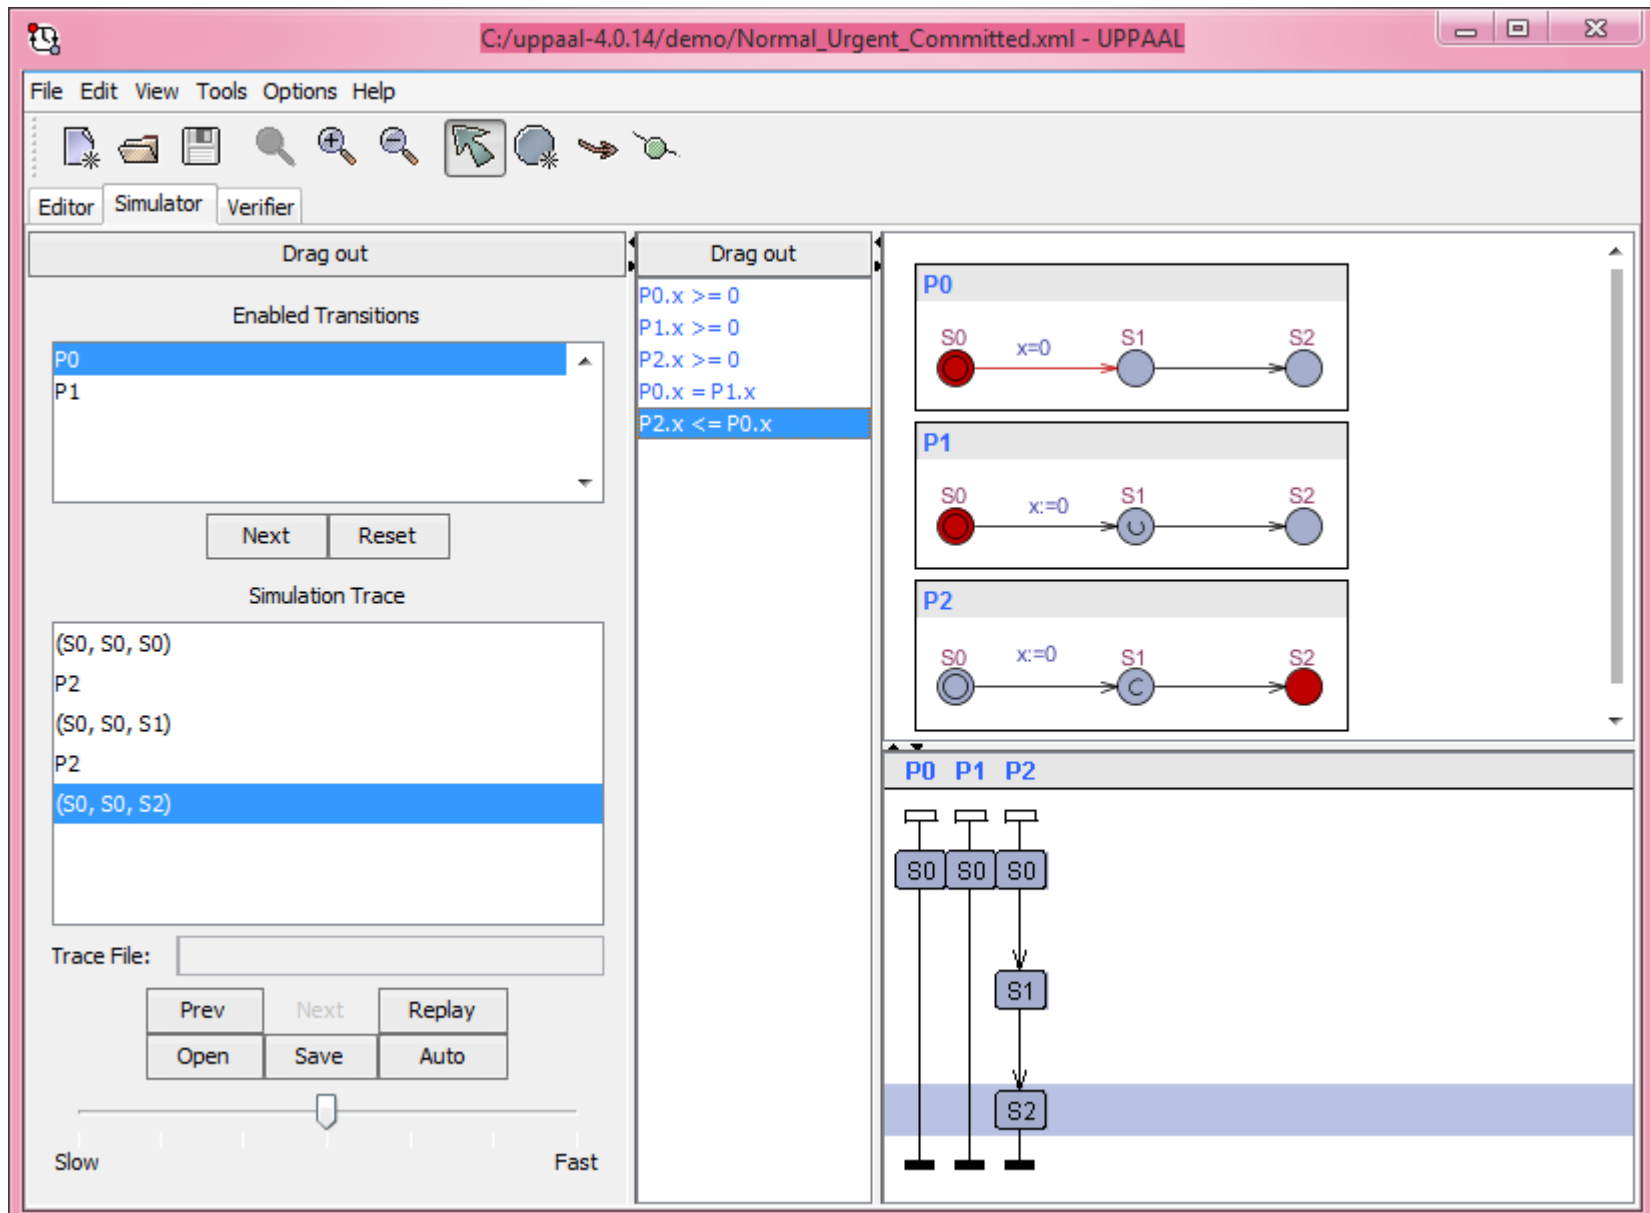 C:/uppaal-4.0.14/demo/Normal_Urgent_Committed.xml - UPPAAL
File Edit View Tools Options Help
Editor Simulator Verifier
Drag out
Enabled Transitions
P0
P1
Next Reset
Simulation Trace
(S0, S0, S0)
P2
(S0, S0, S1)
P2
(S0, S0, S2)
Trace File:
Prev Next Replay
Open Save Auto
Slow Fast
Drag out
P0.x >= 0
P1.x >= 0
P2.x >= 0
P0.x = P1.x
P2.x <= P0.x
P0
S0 x=0 S1 S2
P1
S0 x:=0 S1 S2
U
P2
S0 x:=0 S1 S2
C
P0 P1 P2
S0 S0 S0
S1
S2